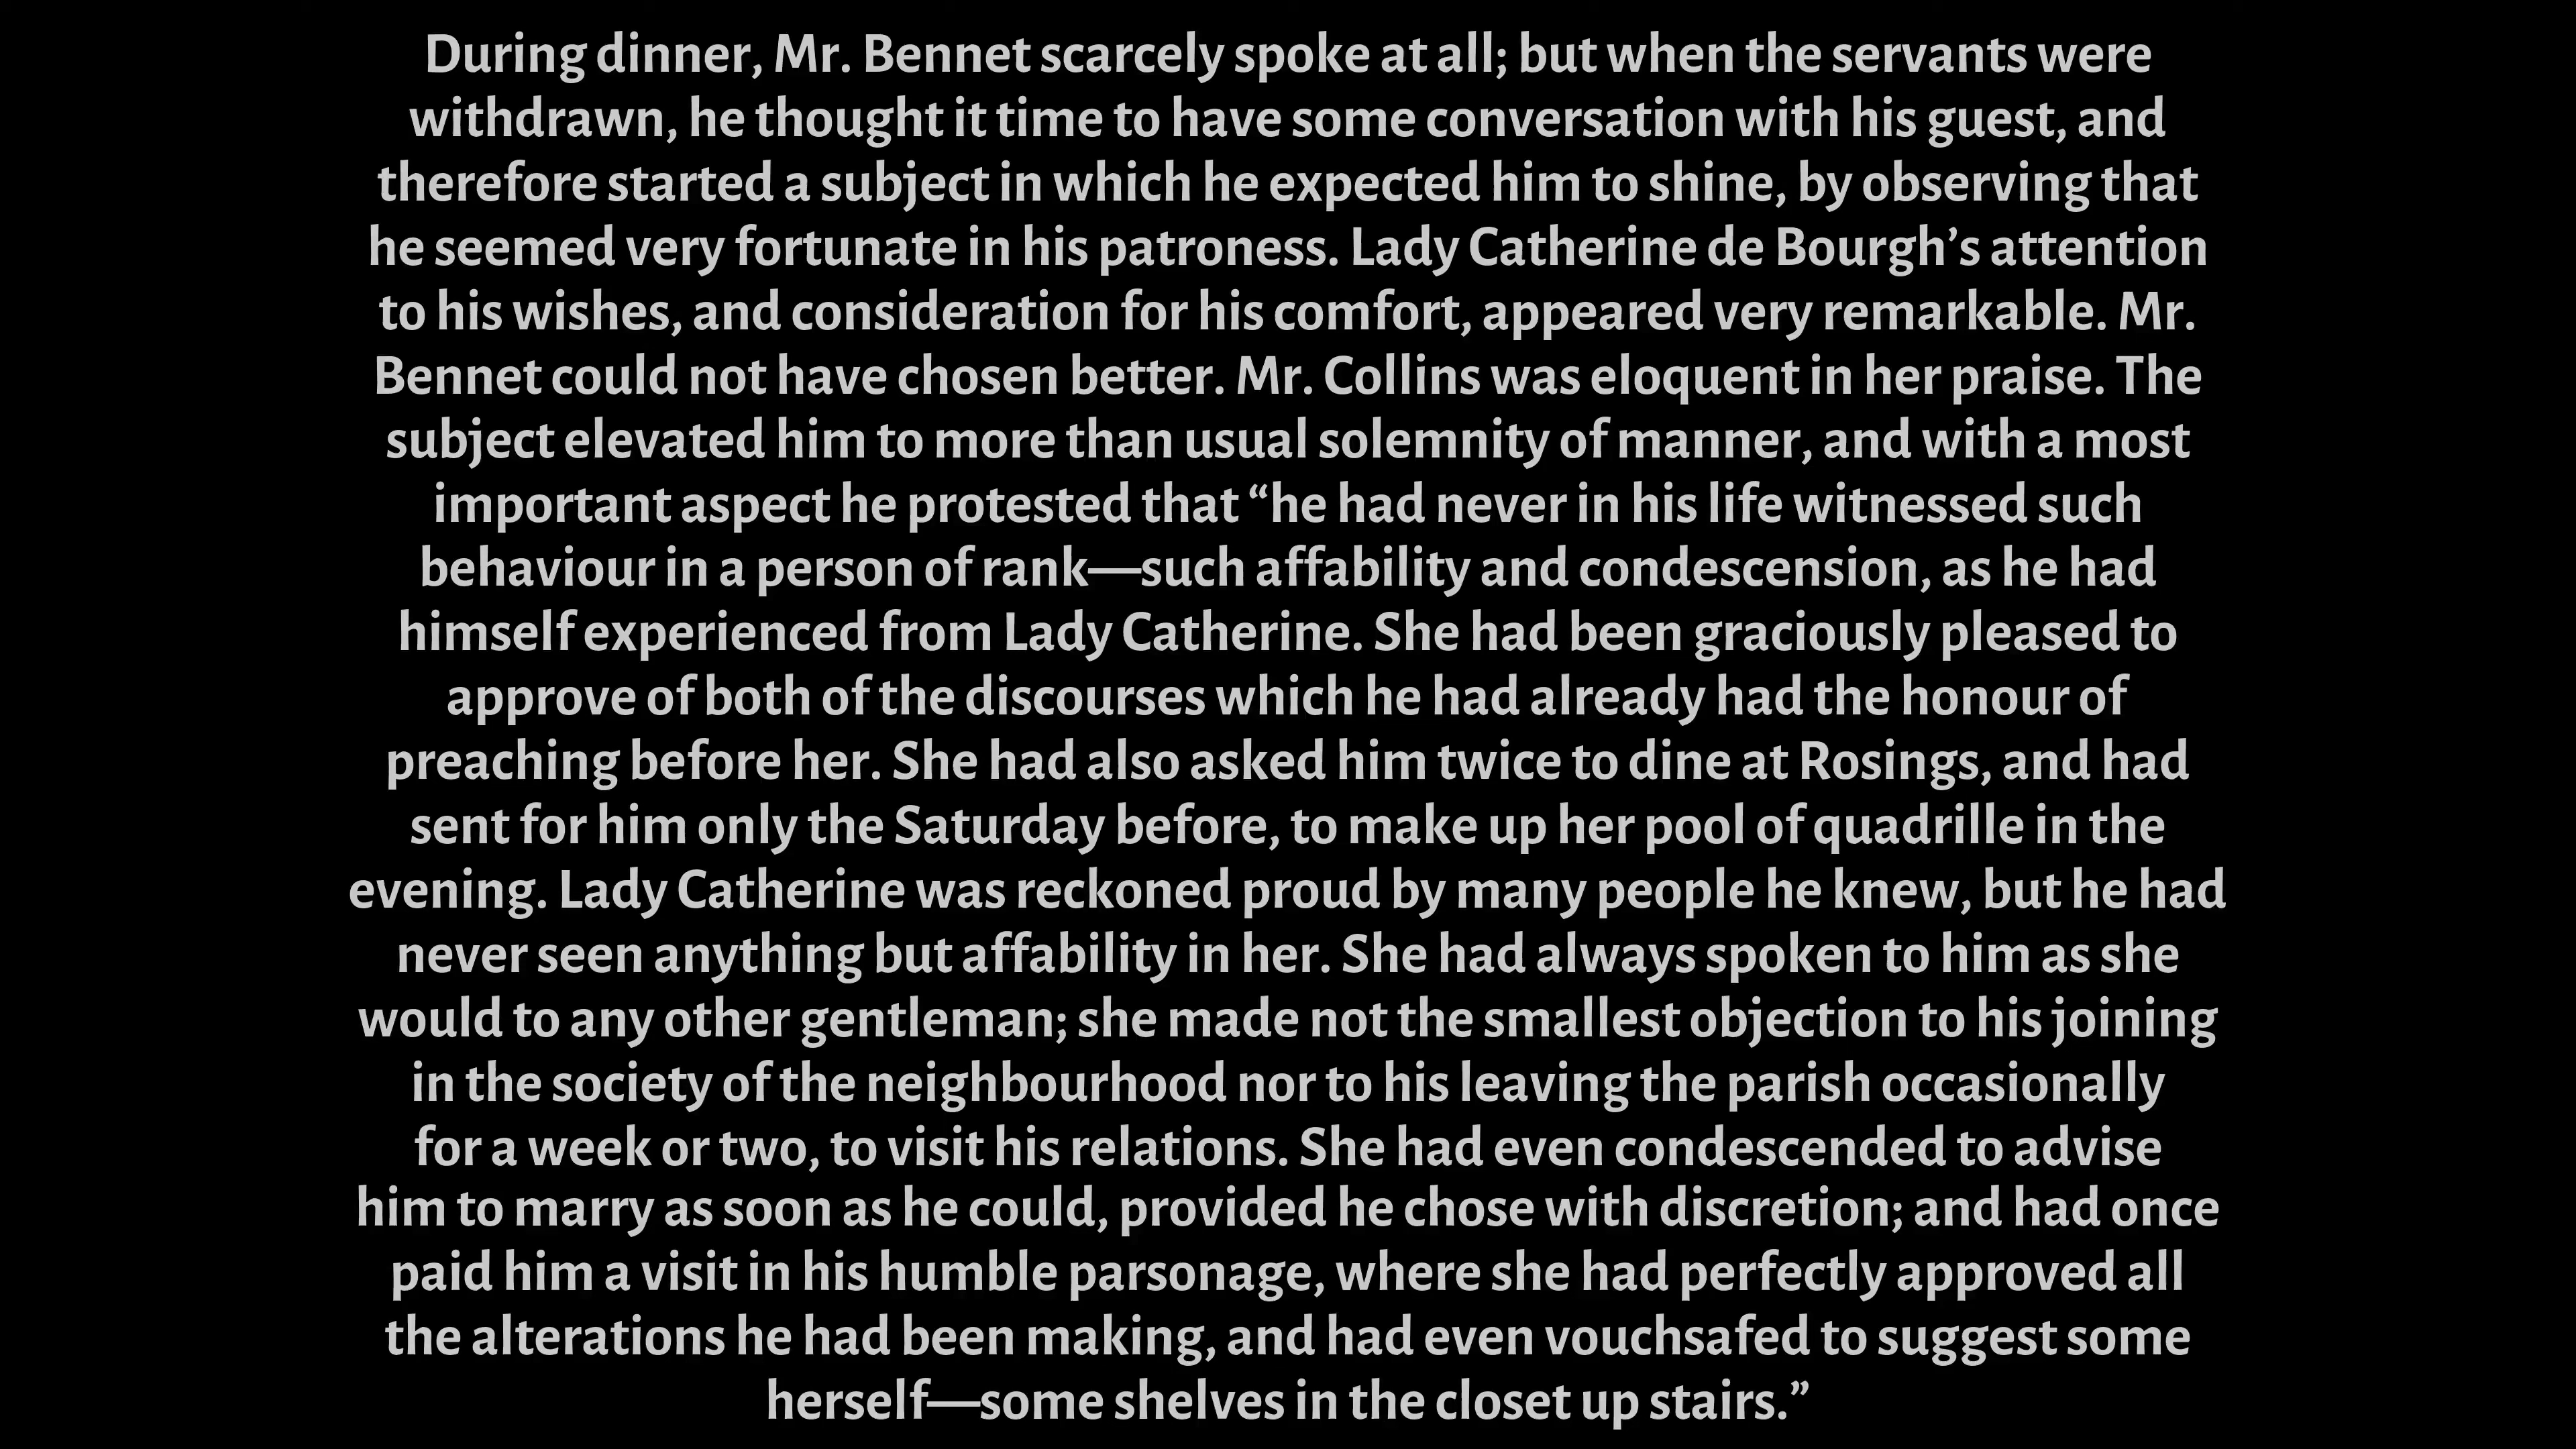 During dinner, Mr. Bennet scarcely spoke at all; but when the servants were
withdrawn, he thought it time to have some conversation with his guest, and
therefore started a subject in which he expected him to shine, by observing that
he seemed very fortunate in his patroness. Lady Catherine de Bourgh’s attention
to his wishes, and consideration for his comfort, appeared very remarkable. Mr.
Bennet could not have chosen better. Mr. Collins was eloquent in her praise. The
subject elevated him to more than usual solemnity of manner, and with a most
important aspect he protested that “he had never in his life witnessed such
behaviour in a person of rank—such affability and condescension, as he had
himself experienced from Lady Catherine. She had been graciously pleased to
approve of both of the discourses which he had already had the honour of
preaching before her. She had also asked him twice to dine at Rosings, and had
sent for him only the Saturday before, to make up her pool of quadrille in the
evening. Lady Catherine was reckoned proud by many people he knew, but he had
never seen anything but affability in her. She had always spoken to him as she
would to any other gentleman; she made not the smallest objection to his joining
in the society of the neighbourhood nor to his leaving the parish occasionally
for a week or two, to visit his relations. She had even condescended to advise
him to marry as soon as he could, provided he chose with discretion; and had once
paid him a visit in his humble parsonage, where she had perfectly approved all
the alterations he had been making, and had even vouchsafed to suggest some
herself—some shelves in the closet up stairs.”